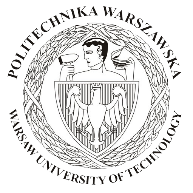 POLITECHNIKA WARSZAWSKA
WARSAW UNIVERSITY OF TECHNOLOGY